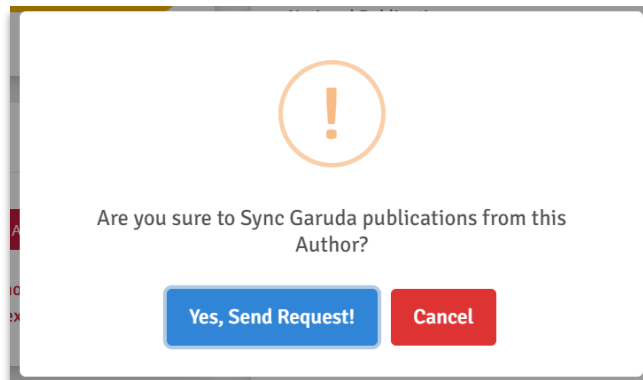 !
Are you sure to Sync Garuda publications from this
Author?
Yes, Send Request!
Cancel